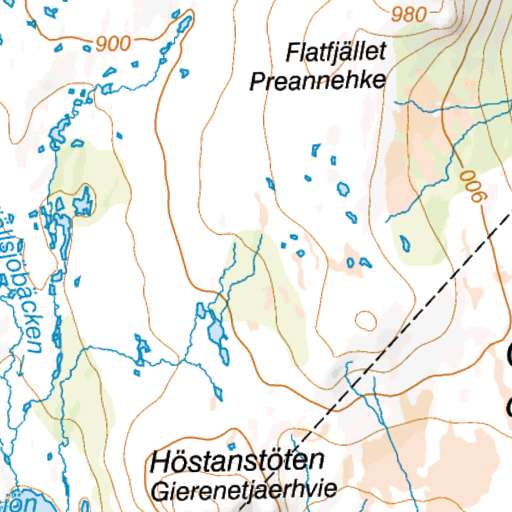 980
900
Flatfjället
Preannehke
900
Höstanstöten
Gierenetjaerhvie